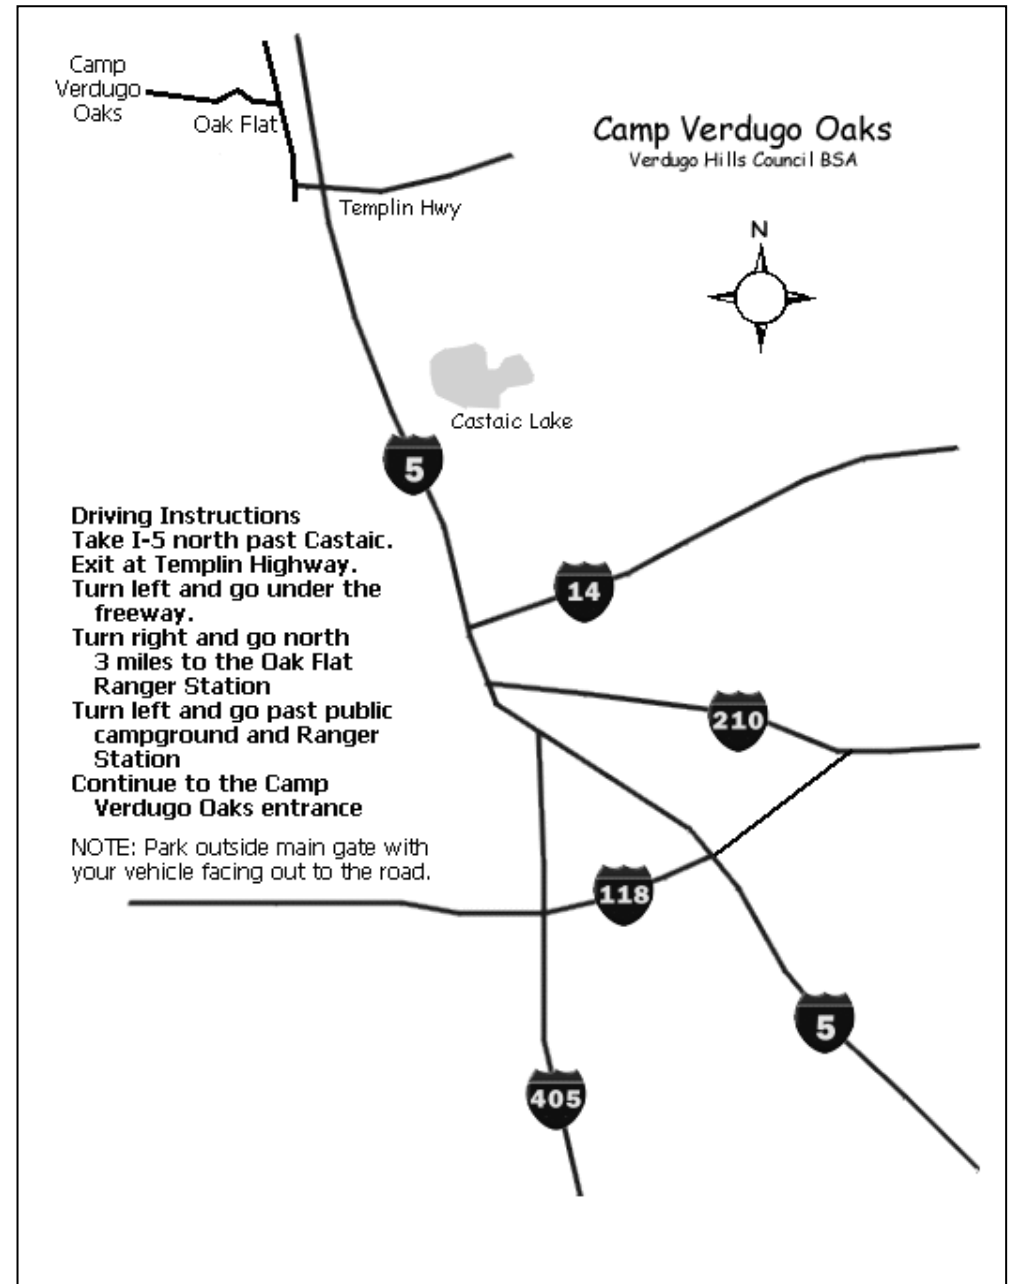 Camp
Verdugo
Oaks
Oak Flat
Camp Verdugo Oaks
Verdugo Hills Council BSA
Templin Hwy
N
Castaic Lake
5
Driving Instructions
Take I-5 north past Castaic.
Exit at Templin Highway.
Turn left and go under the
freeway.
Turn right and go north
3 miles to the Oak Flat
Ranger Station
Turn left and go past public
campground and Ranger
Station
Continue to the Camp
Verdugo Oaks entrance
NOTE: Park outside main gate with
your vehicle facing out to the road.
14
210
118
5
405